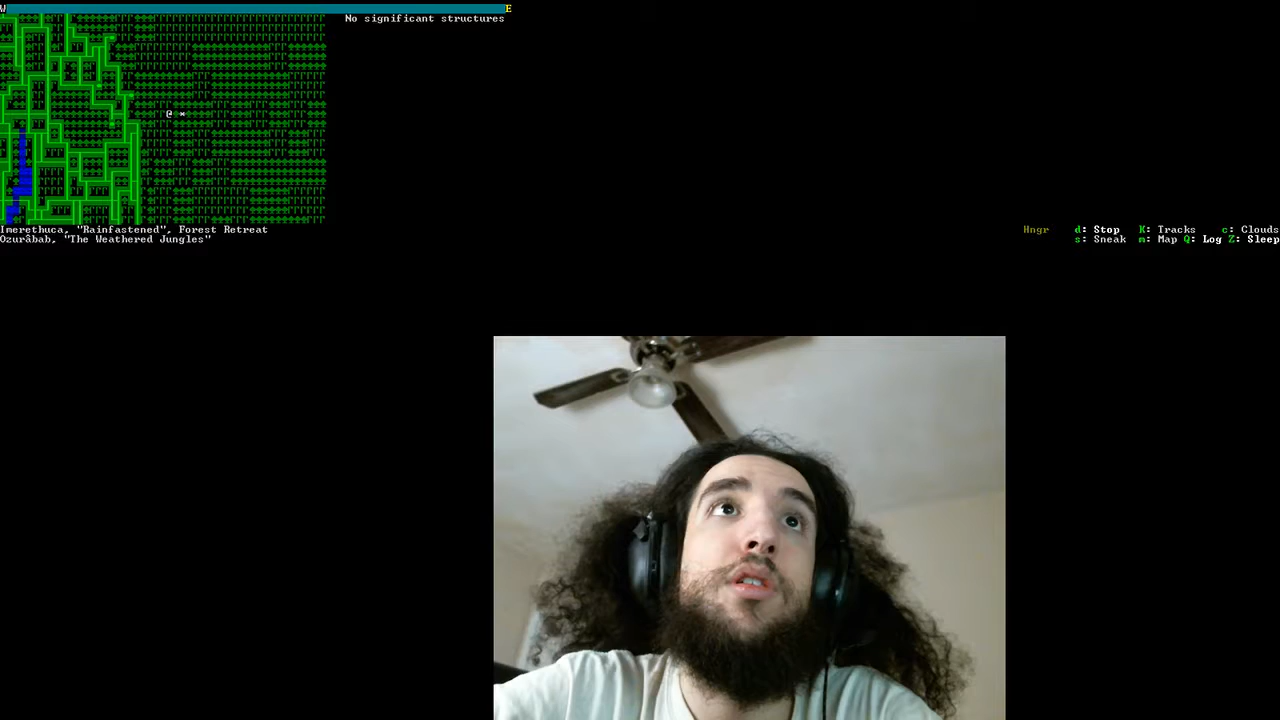 W E
No significant structures
@
Imerethuca, "Rainfastened", Forest Retreat
Hngr d: Stop K: Tracks c: Clouds
Ozurâbab, "The Weathered Jungles"
s: Sneak m: Map Q: Log Z: Sleep